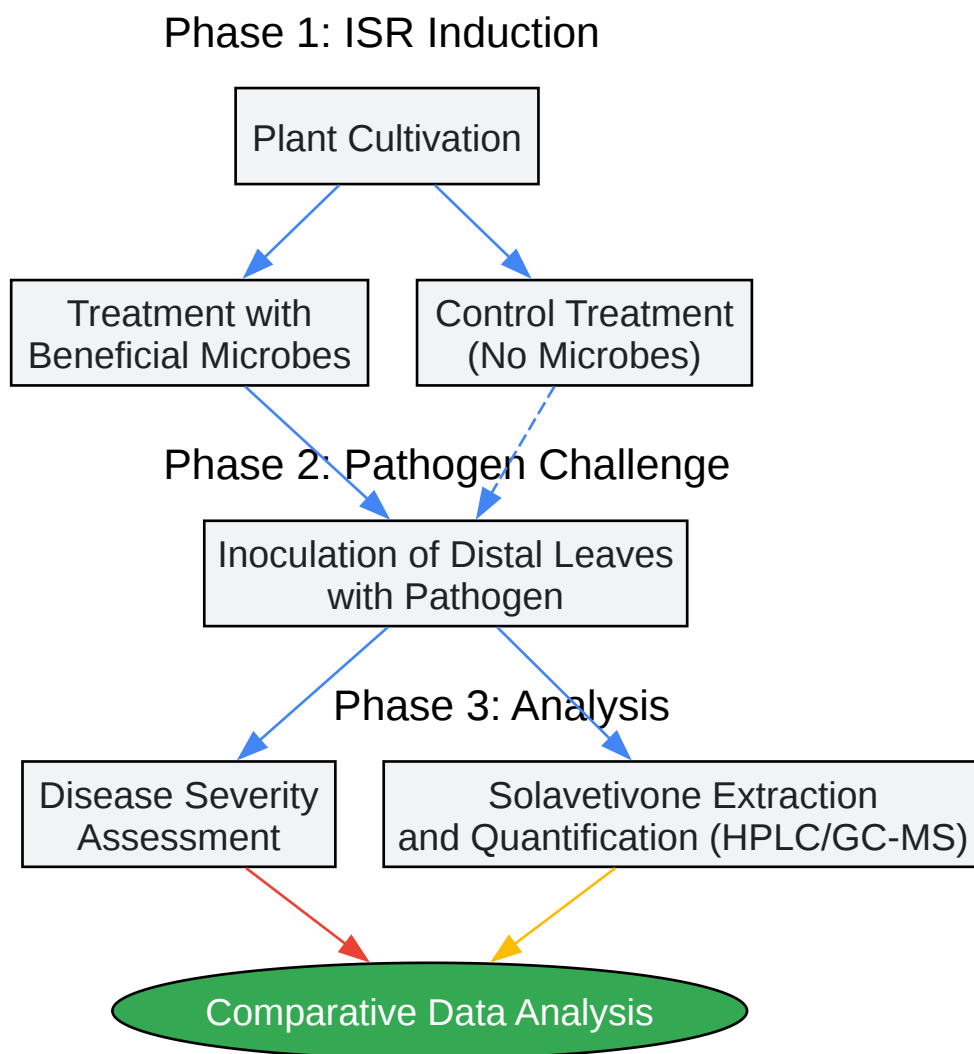 Phase 1: ISR Induction
Plant Cultivation
Treatment with
Beneficial Microbes
Control Treatment
(No Microbes)
Phase 2: Pathogen Challenge
Inoculation of Distal Leaves
with Pathogen
Phase 3: Analysis
Disease Severity
Assessment
Solavetivone Extraction
and Quantification (HPLC/GC-MS)
Comparative Data Analysis